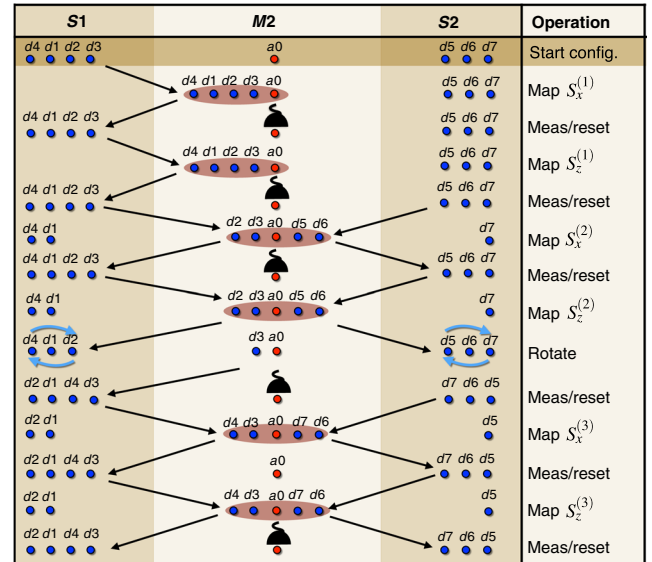 S1 M2 S2 Operation
d4 d1 d2 d3 a0 d5 d6 d7 Start config.
d4 d1 d2 d3 a0 d5 d6 d7 Map $S_x^{(1)}$
d4 d1 d2 d3 d5 d6 d7 Meas/reset
d4 d1 d2 d3 a0 d5 d6 d7 Map $S_z^{(1)}$
d4 d1 d2 d3 d5 d6 d7 Meas/reset
d4 d1 d2 d3 a0 d5 d6 d7 Map $S_x^{(2)}$
d4 d1 d2 d3 d5 d6 d7 Meas/reset
d4 d1 d2 d3 a0 d5 d6 d7 Map $S_z^{(2)}$
d4 d1 d2 d3 a0 d5 d6 d7 Rotate
d2 d1 d4 d3 d7 d6 d5 Meas/reset
d2 d1 d4 d3 a0 d7 d6 d5 Map $S_x^{(3)}$
d2 d1 d4 d3 a0 d7 d6 d5 Meas/reset
d2 d1 d4 d3 a0 d7 d6 d5 Map $S_z^{(3)}$
d2 d1 d4 d3 d7 d6 d5 Meas/reset